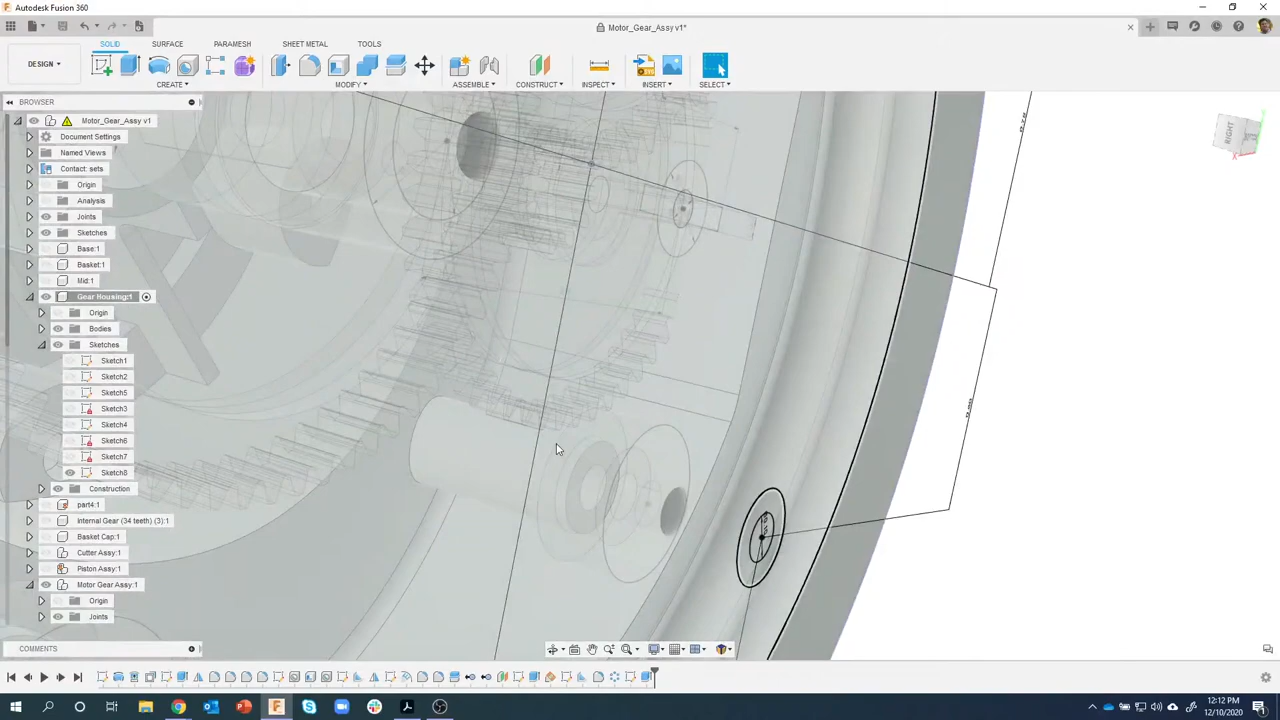 Autodesk Fusion 360
Motor_Gear_Assy v1*
SOLID SURFACE PARAMESH SHEET METAL TOOLS
DESIGN
CREATE MODIFY ASSEMBLE CONSTRUCT INSPECT INSERT SELECT
BROWSER
Motor_Gear_Assy v1
Document Settings
Named Views
Contact: sets
Origin
Analysis
Joints
Sketches
Base:1
Basket:1
Mid:1
Gear Housing:1
Origin
Bodies
Sketches
Sketch1
Sketch2
Sketch5
Sketch3
Sketch4
Sketch6
Sketch7
Sketch8
Construction
part4:1
Internal Gear (34 teeth) (3):1
Basket Cap:1
Cutter Assy:1
Piston Assy:1
Motor Gear Assy:1
Origin
Joints
COMMENTS
RIGHT
X
12:12 PM
12/10/2020